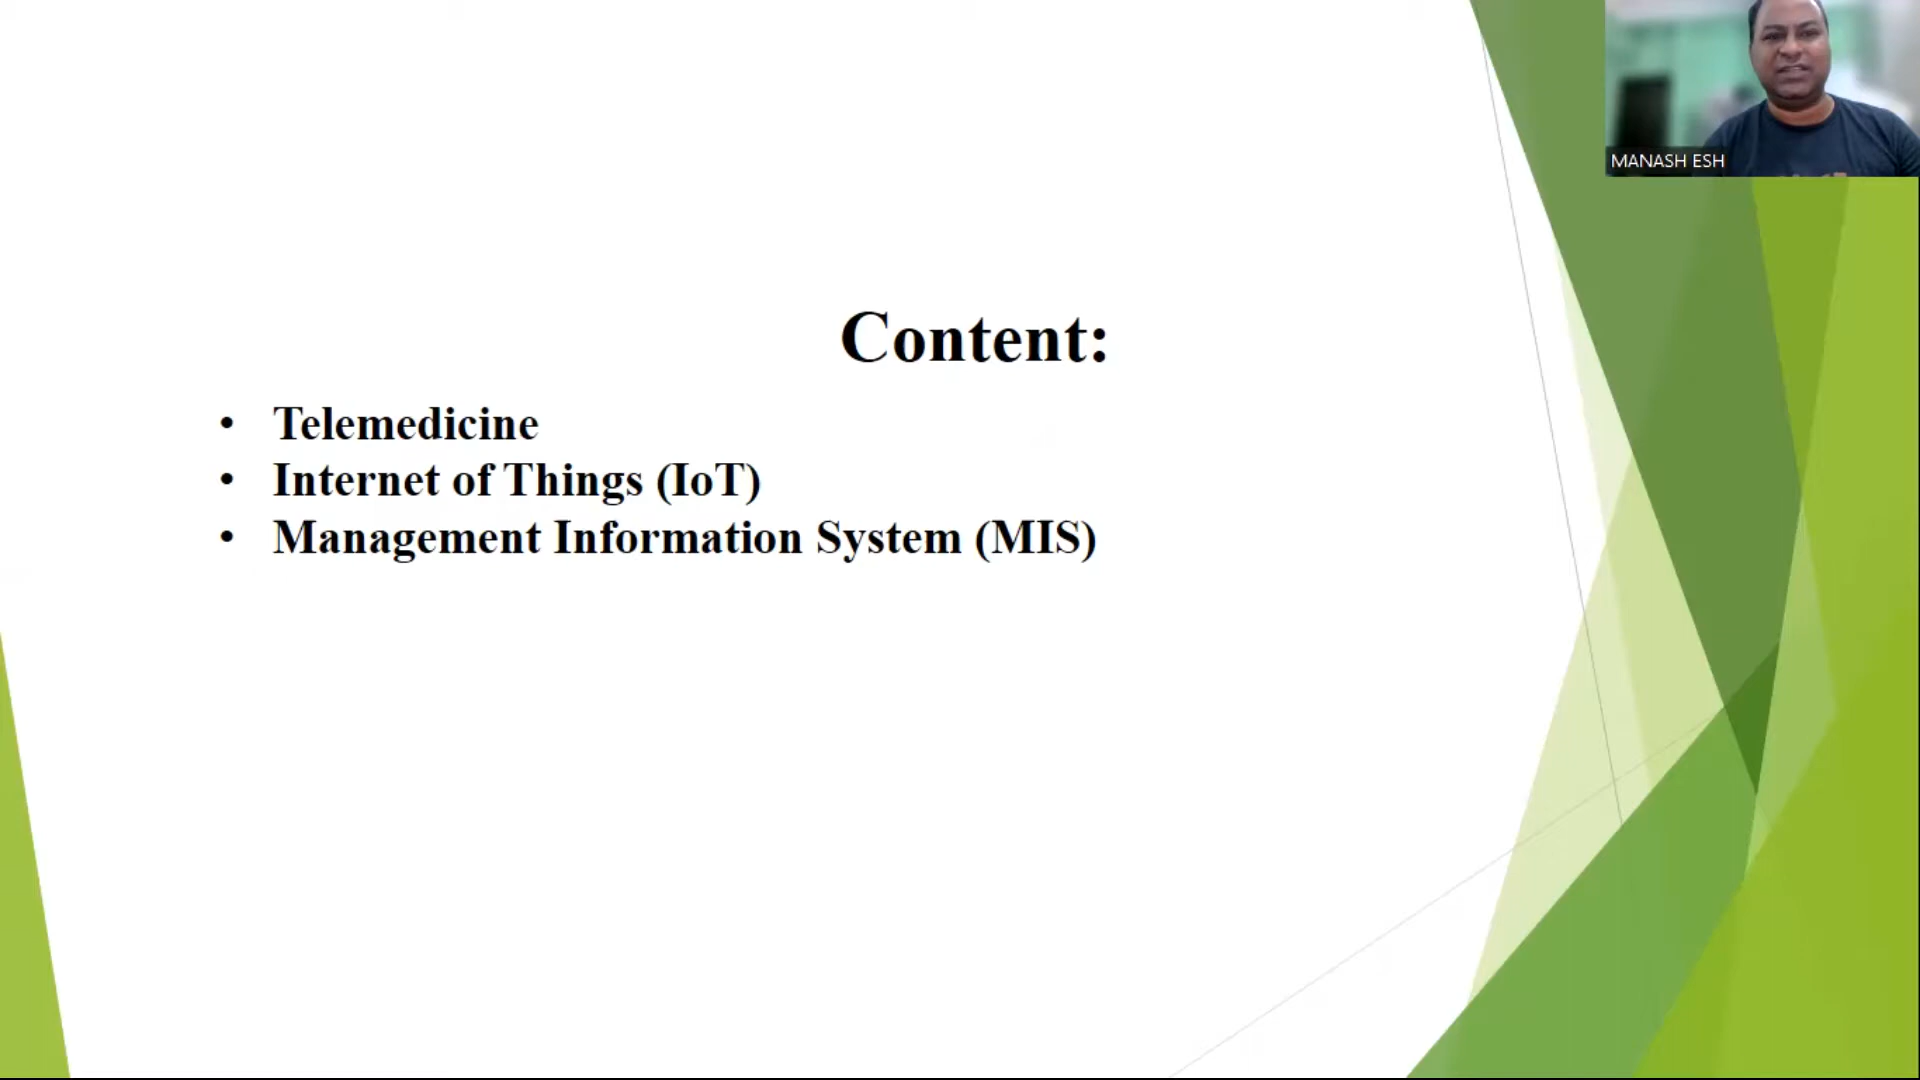 MANASH ESH
Content:
• Telemedicine
• Internet of Things (IoT)
• Management Information System (MIS)